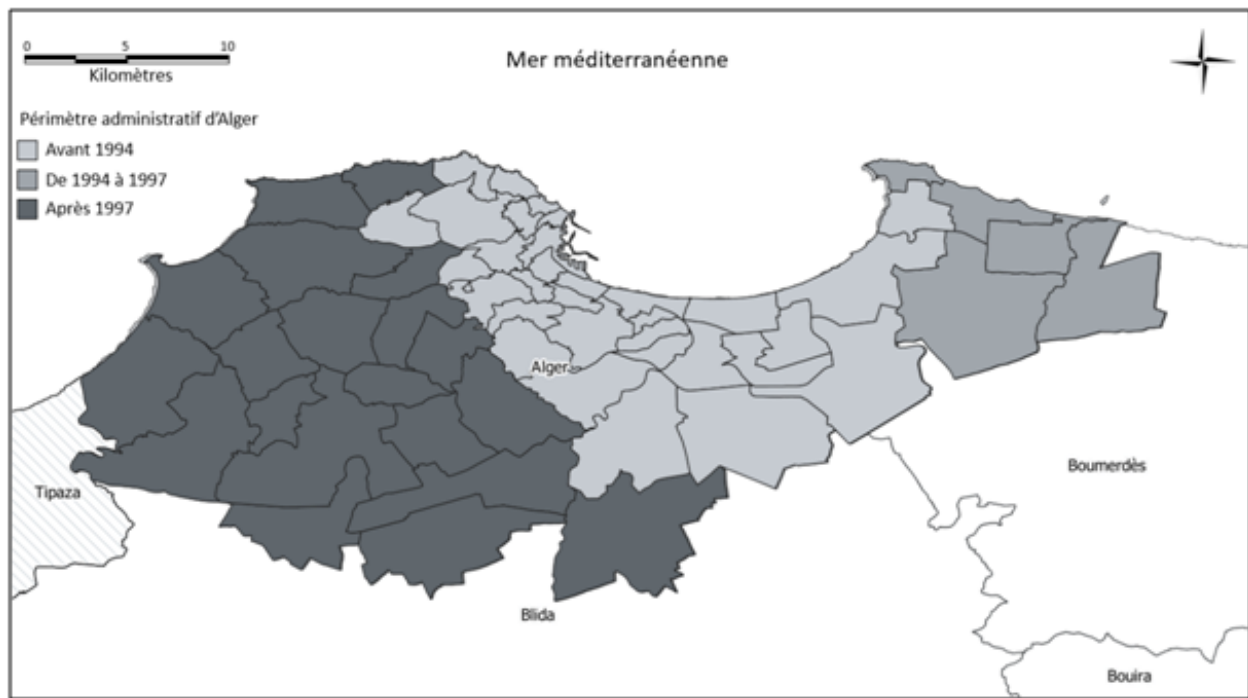 0 5 10
Kilomètres
Mer méditerranéenne
Périmètre administratif d'Alger
Avant 1994
De 1994 à 1997
Après 1997
Alger
Boumerdès
Tipaza
Blida
Bouira